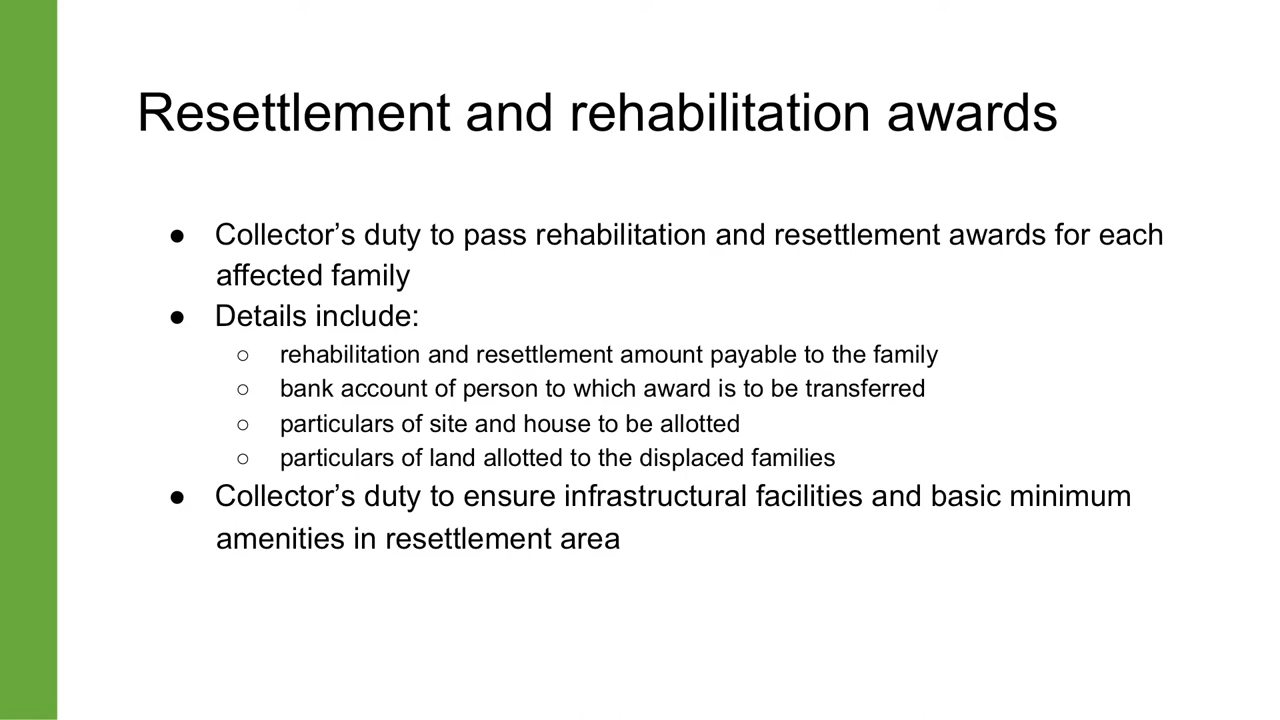 Resettlement and rehabilitation awards
● Collector’s duty to pass rehabilitation and resettlement awards for each
affected family
● Details include:
○ rehabilitation and resettlement amount payable to the family
○ bank account of person to which award is to be transferred
○ particulars of site and house to be allotted
○ particulars of land allotted to the displaced families
● Collector’s duty to ensure infrastructural facilities and basic minimum
amenities in resettlement area